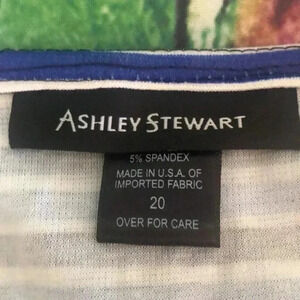 ASHLEY STEWART
5% SPANDEX
MADE IN U.S.A. OF
IMPORTED FABRIC
20
OVER FOR CARE